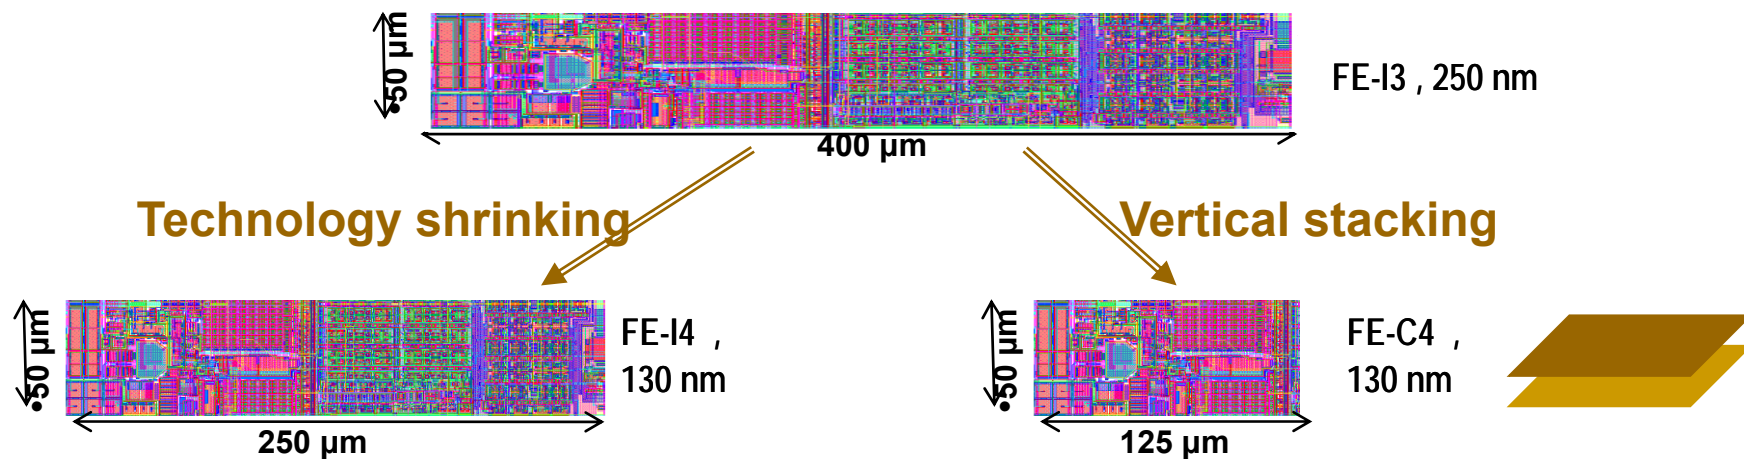 •50 µm
FE-I3 , 250 nm
400 µm
Technology shrinking
Vertical stacking
•50 µm
FE-I4 ,
130 nm
•50 µm
FE-C4 ,
130 nm
250 µm
125 µm